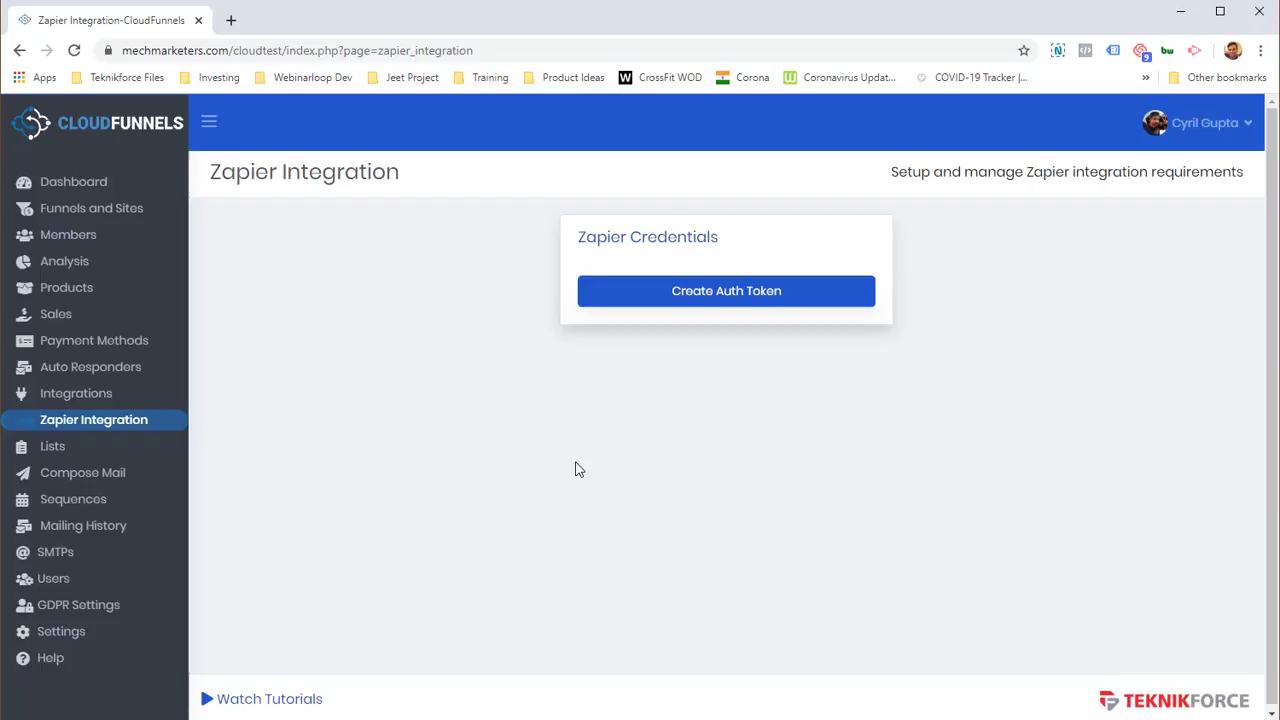 Zapier Integration-CloudFunnels
mechmarketers.com/cloudtest/index.php?page=zapier_integration
9
Apps
Teknikforce Files
Investing
Webinarloop Dev
Jeet Project
Training
Product Ideas
W
CrossFit WOD
Corona
Coronavirus Updat...
COVID-19 Tracker |...
»
Other bookmarks
CLOUDFUNNELS
Cyril Gupta
Zapier Integration
Setup and manage Zapier integration requirements
Dashboard
Funnels and Sites
Members
Analysis
Products
Sales
Payment Methods
Auto Responders
Integrations
Zapier Integration
Lists
Compose Mail
Sequences
Mailing History
SMTPs
Users
GDPR Settings
Settings
Help
Zapier Credentials
Create Auth Token
Watch Tutorials
TEKNIKFORCE